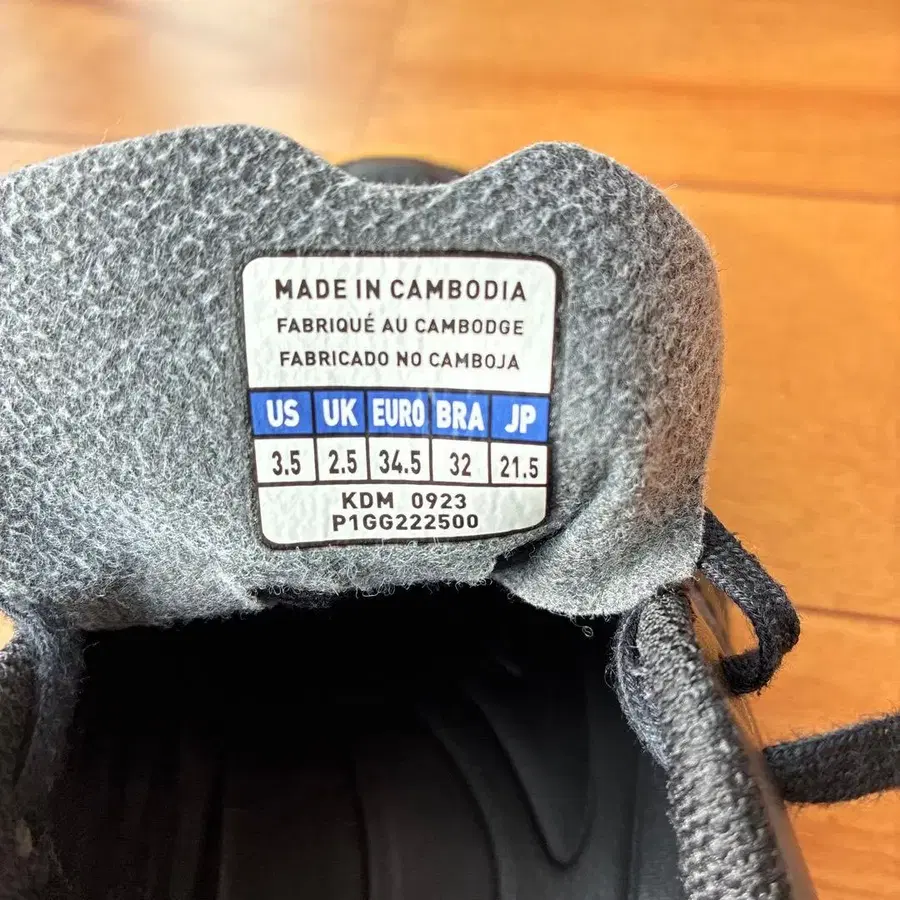 MADE IN CAMBODIA
FABRIQUÉ AU CAMBODGE
FABRICADO NO CAMBOJA
US UK EURO BRA JP
3.5 2.5 34.5 32 21.5
KDM 0923
P1GG222500